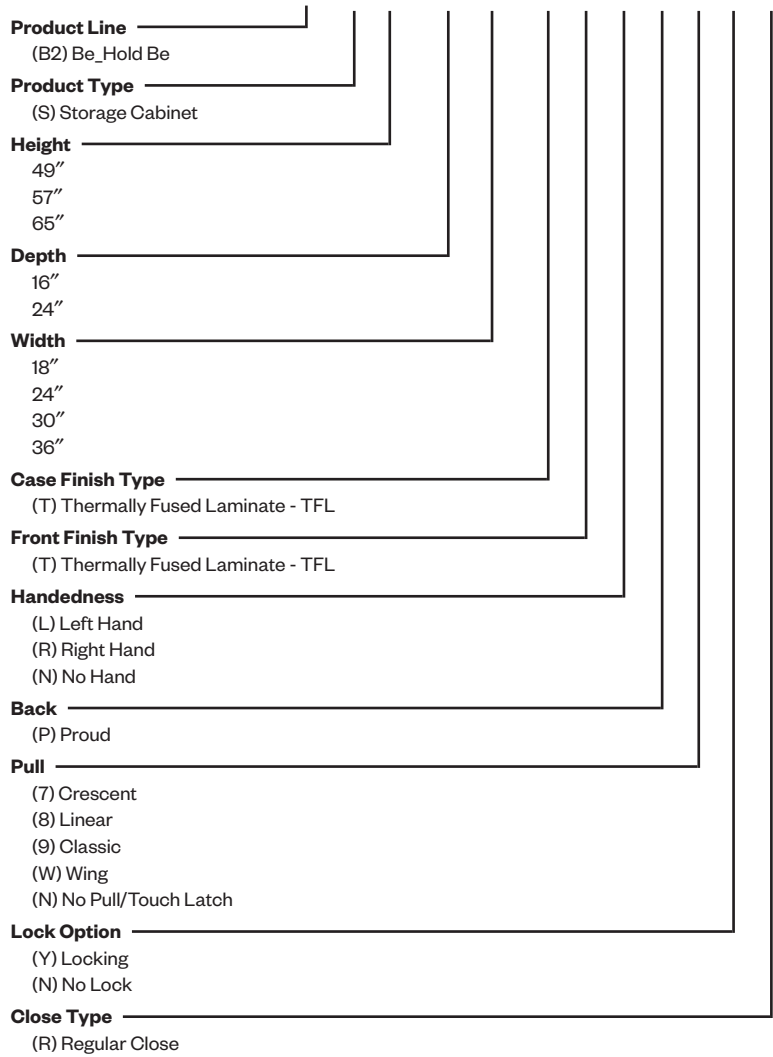 Product Line
(B2) Be_Hold Be
Product Type
(S) Storage Cabinet
Height
49″
57″
65″
Depth
16″
24″
Width
18″
24″
30″
36″
Case Finish Type
(T) Thermally Fused Laminate - TFL
Front Finish Type
(T) Thermally Fused Laminate - TFL
Handedness
(L) Left Hand
(R) Right Hand
(N) No Hand
Back
(P) Proud
Pull
(7) Crescent
(8) Linear
(9) Classic
(W) Wing
(N) No Pull/Touch Latch
Lock Option
(Y) Locking
(N) No Lock
Close Type
(R) Regular Close